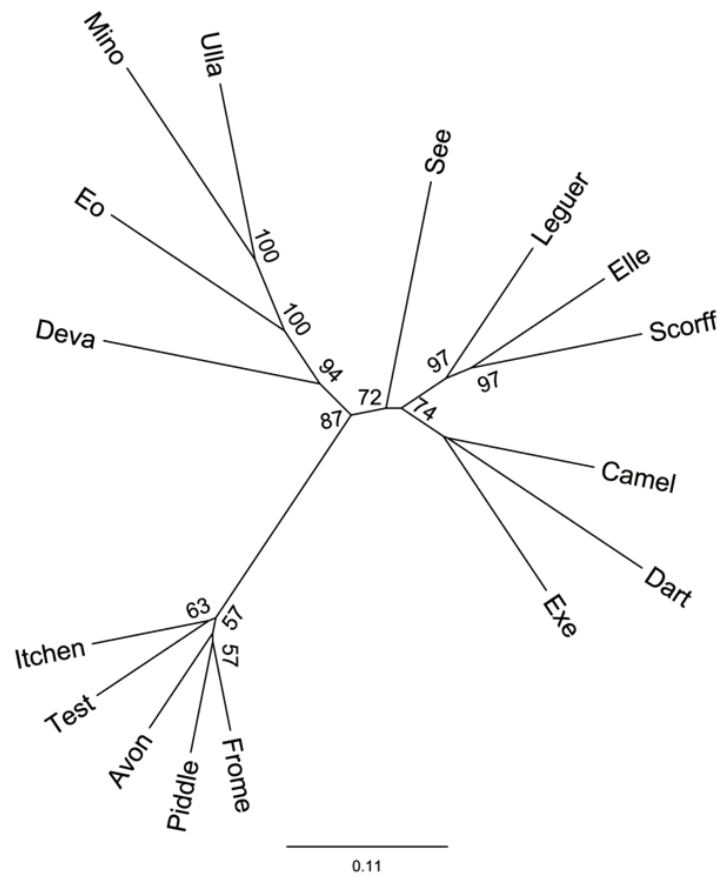 Mino
Ulla
See
Leguer
Eo
100
Elle
100
Scorff
Deva
94
97
97
72
74
87
Camel
Dart
Exe
63
57
Itchen
57
Test
Avon
Piddle
Frome
0.11